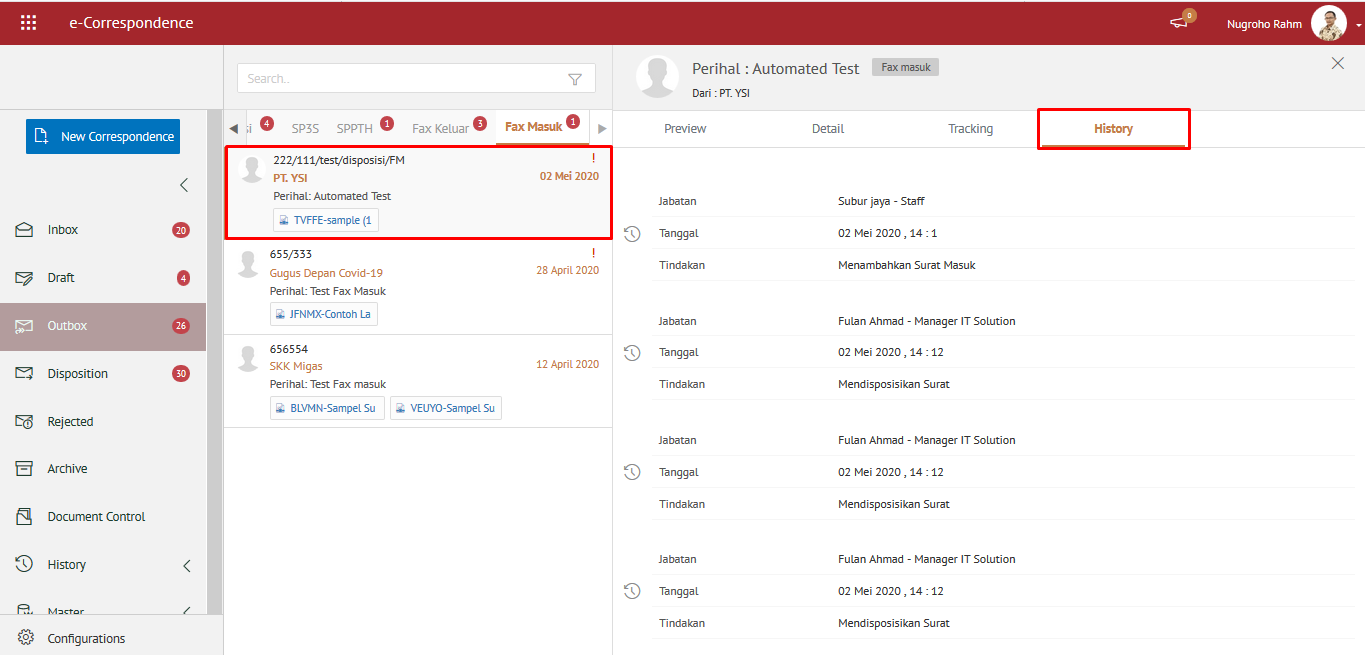 e-Correspondence
0
Nugroho Rahm
New Correspondence
Inbox 20
Draft 4
Outbox 26
Disposition 30
Rejected
Archive
Document Control
History
Master
Configurations
Search..
si 4 SP3S SPPTH 1 Fax Keluar 3 Fax Masuk 1
222/111/test/disposisi/FM !
PT. YSI 02 Mei 2020
Perihal: Automated Test
TVFFE-sample (1
655/333 !
Gugus Depan Covid-19 28 April 2020
Perihal: Test Fax Masuk
JFNMX-Contoh La
656554
SKK Migas 12 April 2020
Perihal: Test Fax masuk
BLVMN-Sampel Su VEUYO-Sampel Su
Perihal : Automated Test Fax masuk
Dari : PT. YSI
Preview Detail Tracking History
Jabatan Subur jaya - Staff
Tanggal 02 Mei 2020 , 14 : 1
Tindakan Menambahkan Surat Masuk
Jabatan Fulan Ahmad - Manager IT Solution
Tanggal 02 Mei 2020 , 14 : 12
Tindakan Mendisposisikan Surat
Jabatan Fulan Ahmad - Manager IT Solution
Tanggal 02 Mei 2020 , 14 : 12
Tindakan Mendisposisikan Surat
Jabatan Fulan Ahmad - Manager IT Solution
Tanggal 02 Mei 2020 , 14 : 12
Tindakan Mendisposisikan Surat